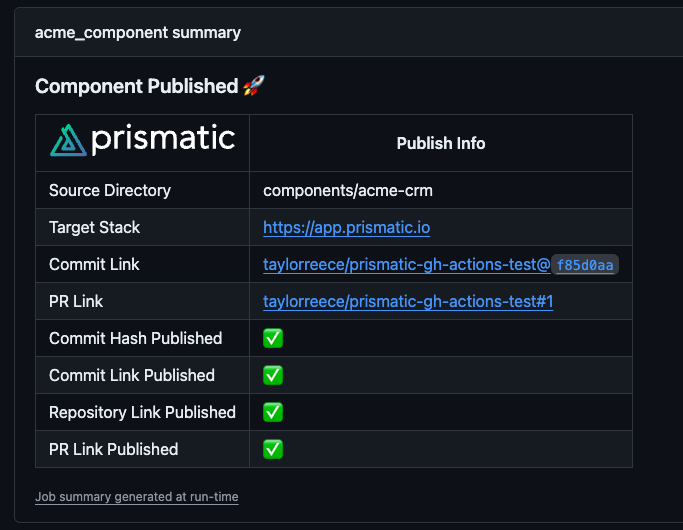 acme_component summary
Component Published 🚀
prismatic Publish Info
Source Directory components/acme-crm
Target Stack https://app.prismatic.io
Commit Link taylorreece/prismatic-gh-actions-test@f85d0aa
PR Link taylorreece/prismatic-gh-actions-test#1
Commit Hash Published ✅
Commit Link Published ✅
Repository Link Published ✅
PR Link Published ✅
Job summary generated at run-time